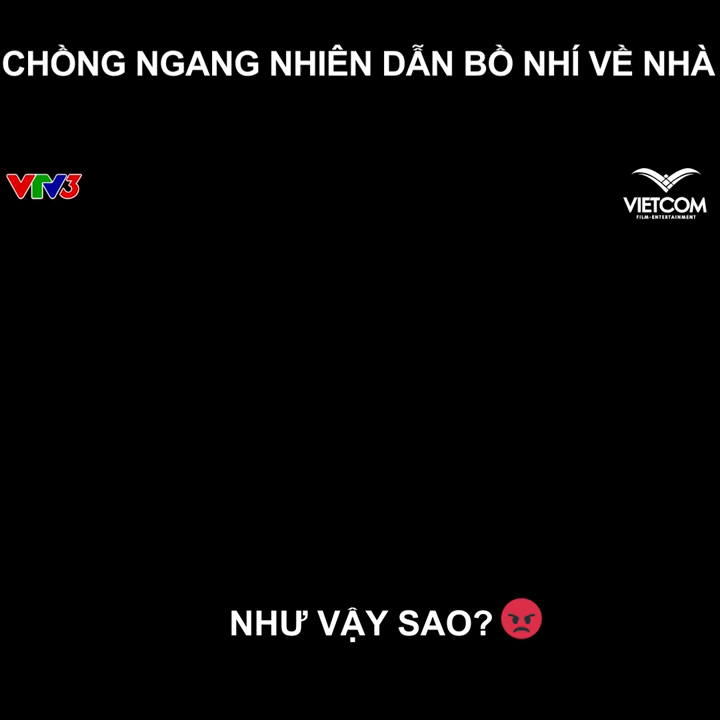 CHỒNG NGANG NHIÊN DẪN BỒ NHÍ VỀ NHÀ
VTV3
VIETCOM
FILM-ENTERTAINMENT
NHƯ VẬY SAO?